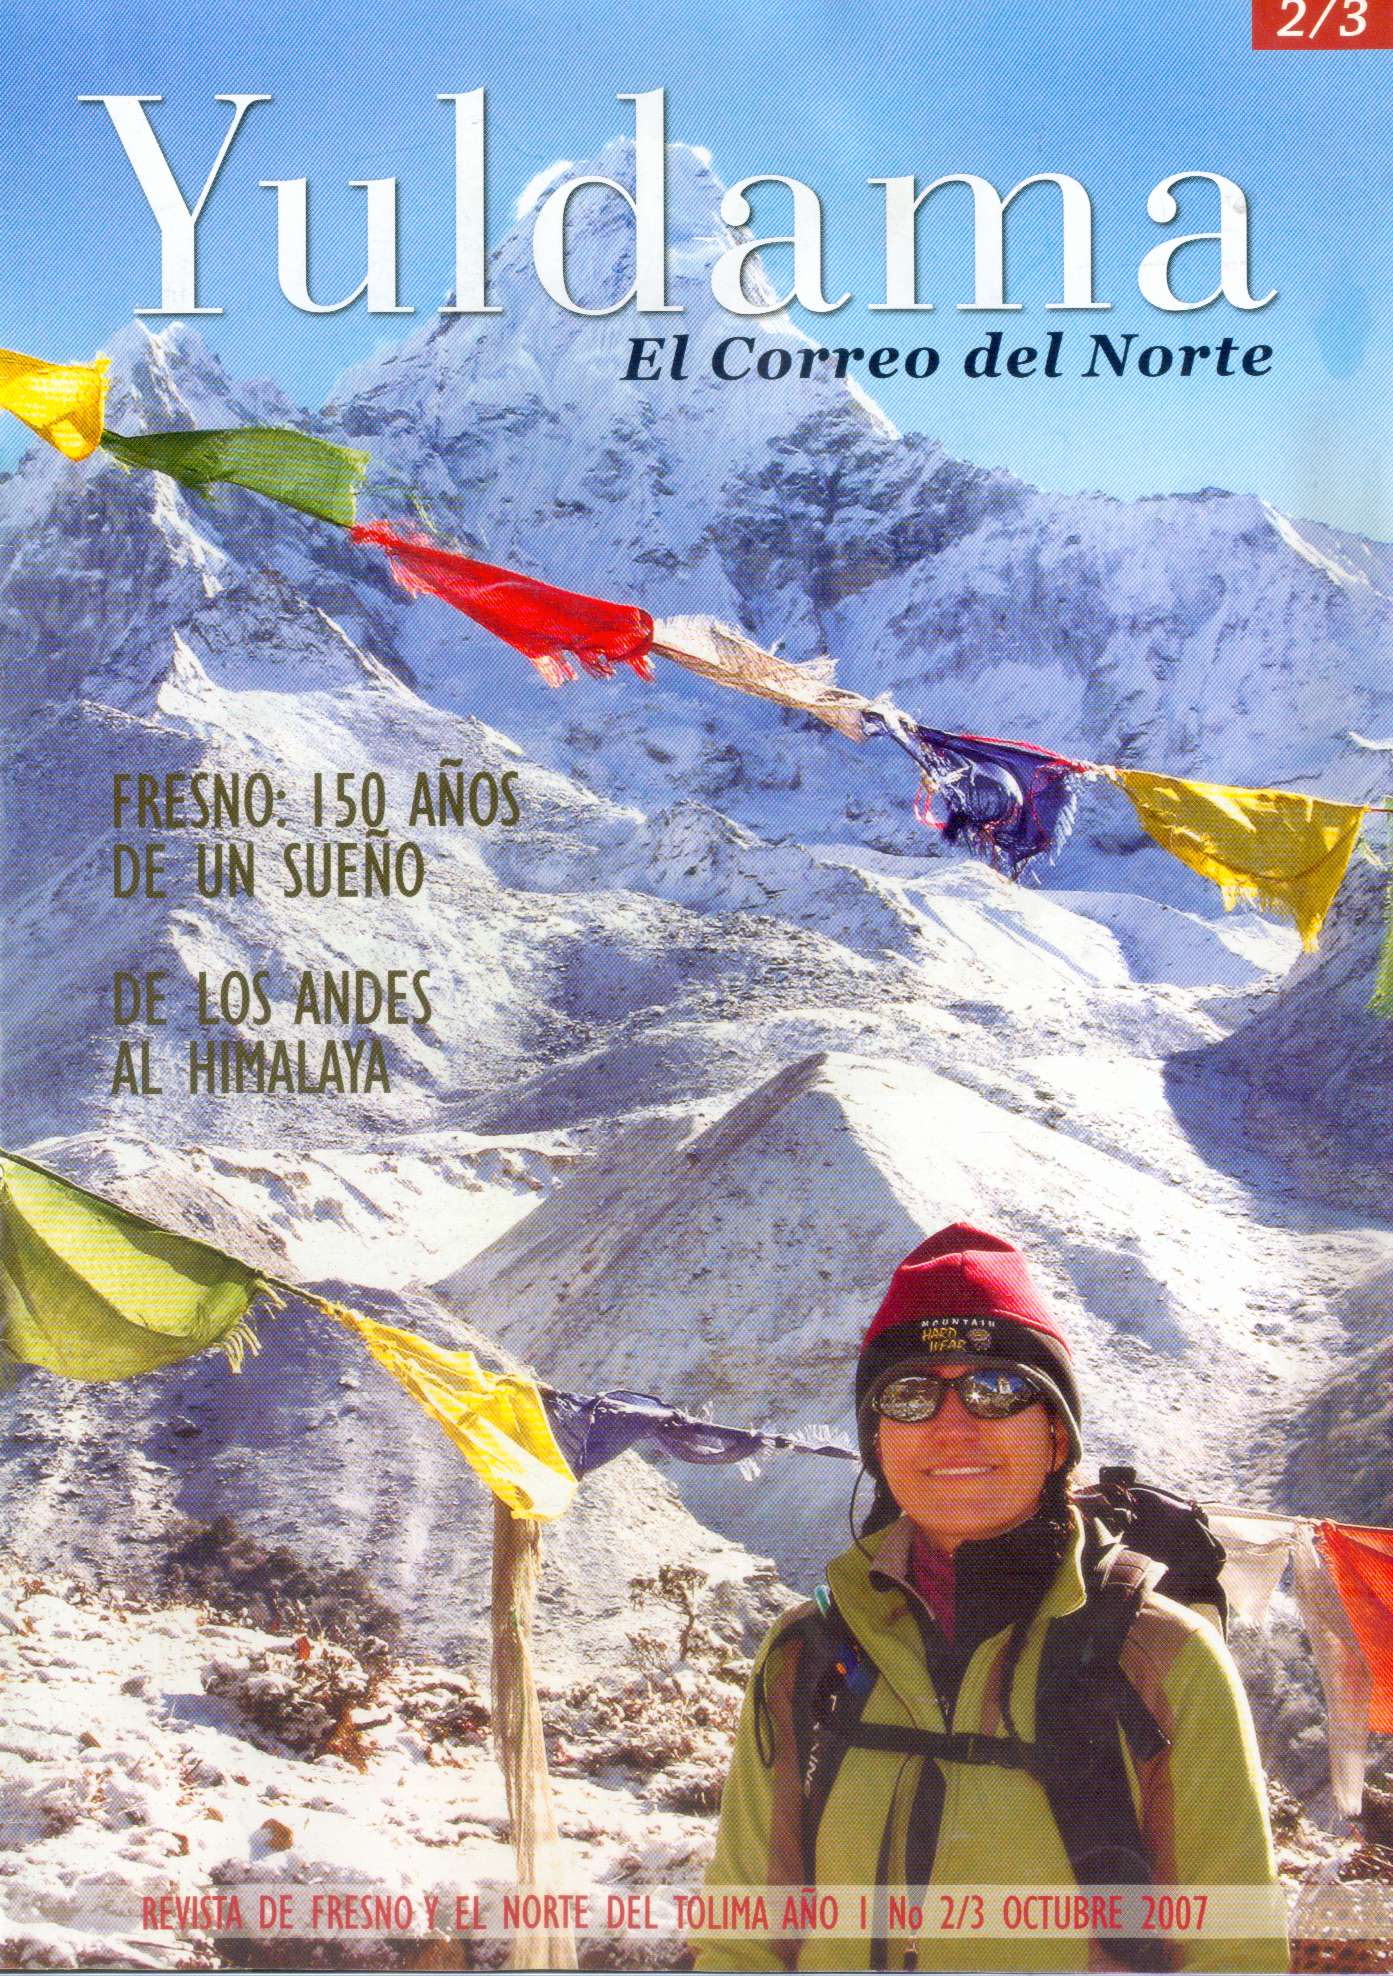 2/3
Yuldama
El Correo del Norte
FRESNO: 150 AÑOS
DE UN SUEÑO
DE LOS ANDES
AL HIMALAYA
MOUNTAIN
HARD
WEAR
REVISTA DE FRESNO Y EL NORTE DEL TOLIMA AÑO I No 2/3 OCTUBRE 2007